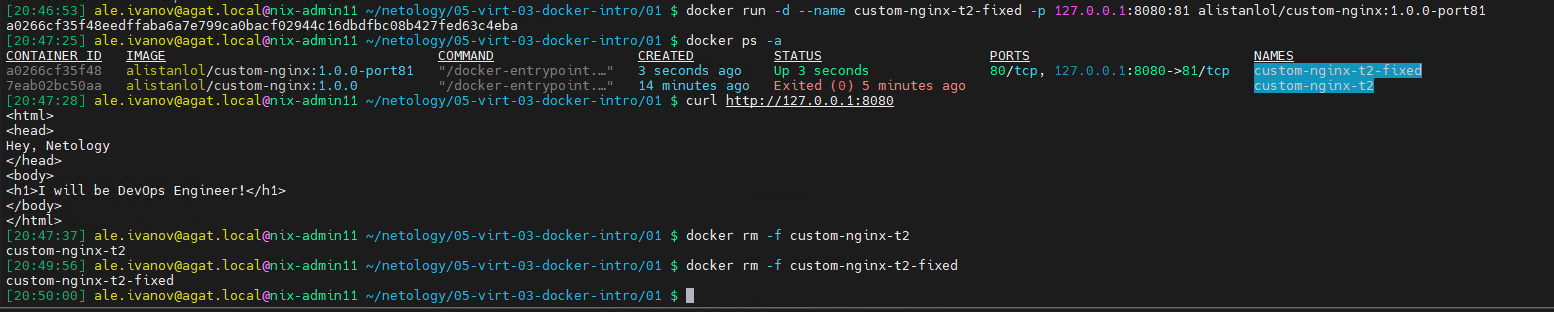 [20:46:53] ale.ivanov@agat.local@nix-admin11 ~/netology/05-virt-03-docker-intro/01 $ docker run -d --name custom-nginx-t2-fixed -p 127.0.0.1:8080:81 alistanlol/custom-nginx:1.0.0-port81
a0266cf35f48eedffaba6a7e799ca0bacf02944c16dbdfbc08b427fed63c4eba
[20:47:25] ale.ivanov@agat.local@nix-admin11 ~/netology/05-virt-03-docker-intro/01 $ docker ps -a
CONTAINER ID IMAGE COMMAND CREATED STATUS PORTS NAMES
a0266cf35f48 alistanlol/custom-nginx:1.0.0-port81 "/docker-entrypoint.…" 3 seconds ago Up 3 seconds 80/tcp, 127.0.0.1:8080->81/tcp custom-nginx-t2-fixed
7eab02bc50aa alistanlol/custom-nginx:1.0.0 "/docker-entrypoint.…" 14 minutes ago Exited (0) 5 minutes ago custom-nginx-t2
[20:47:28] ale.ivanov@agat.local@nix-admin11 ~/netology/05-virt-03-docker-intro/01 $ curl http://127.0.0.1:8080
<html>
<head>
Hey, Netology
</head>
<body>
<h1>I will be DevOps Engineer!</h1>
</body>
</html>
[20:47:37] ale.ivanov@agat.local@nix-admin11 ~/netology/05-virt-03-docker-intro/01 $ docker rm -f custom-nginx-t2
custom-nginx-t2
[20:49:56] ale.ivanov@agat.local@nix-admin11 ~/netology/05-virt-03-docker-intro/01 $ docker rm -f custom-nginx-t2-fixed
custom-nginx-t2-fixed
[20:50:00] ale.ivanov@agat.local@nix-admin11 ~/netology/05-virt-03-docker-intro/01 $